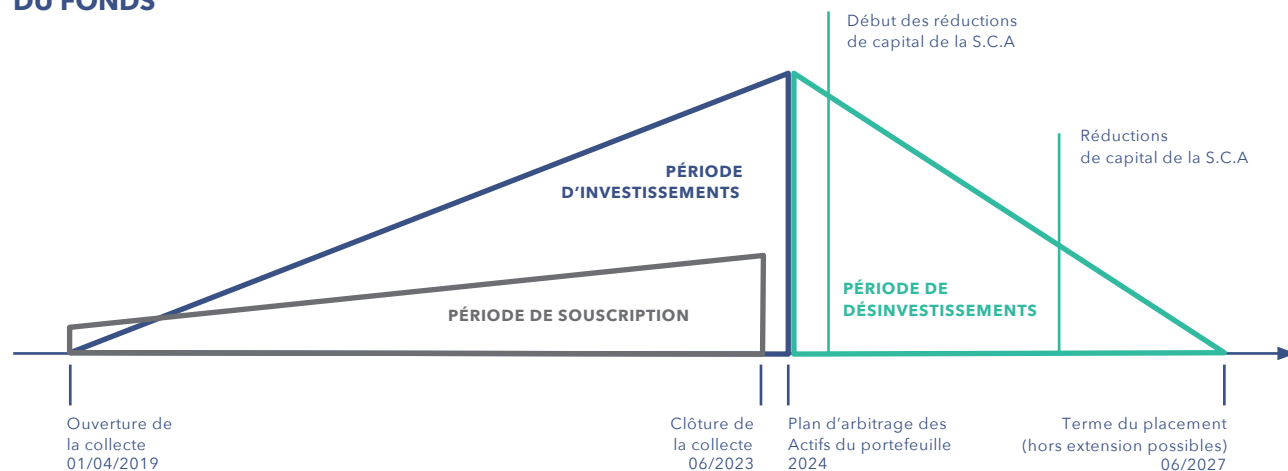 DU FONDS
Début des réductions
de capital de la S.C.A
Réductions
de capital de la S.C.A
PÉRIODE
D'INVESTISSEMENTS
PÉRIODE DE
DÉSINVESTISSEMENTS
PÉRIODE DE SOUSCRIPTION
Ouverture de
la collecte
01/04/2019
Clôture de
la collecte
06/2023
Plan d'arbitrage des
Actifs du portefeuille
2024
Terme du placement
(hors extension possibles)
06/2027